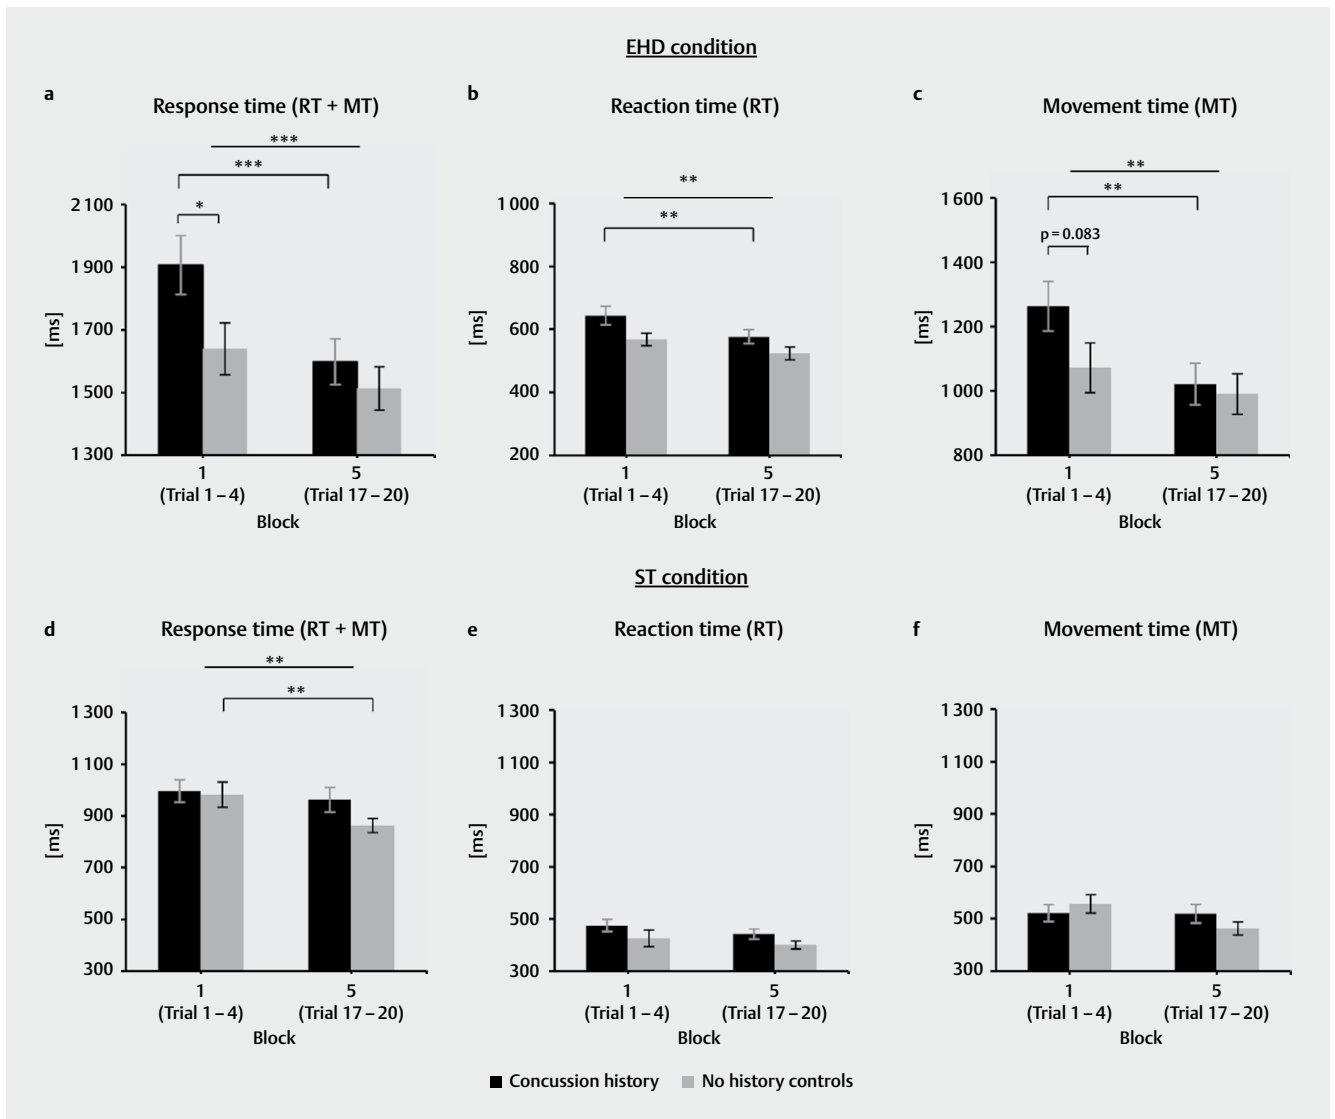 EHD condition
a
Response time (RT + MT)
***
***
*
2 100
1 900
1 700
1 500
1 300
[ms]
1
5
(Trial 1 – 4)
(Trial 17 – 20)
Block
b
Reaction time (RT)
**
**
1 000
800
600
400
200
[ms]
1
5
(Trial 1 – 4)
(Trial 17 – 20)
Block
c
Movement time (MT)
**
**
p = 0.083
1 600
1 400
1 200
1 000
800
[ms]
1
5
(Trial 1 – 4)
(Trial 17 – 20)
Block
ST condition
d
Response time (RT + MT)
**
**
1 300
1 100
900
700
500
300
[ms]
1
5
(Trial 1 – 4)
(Trial 17 – 20)
Block
e
Reaction time (RT)
1 300
1 100
900
700
500
300
[ms]
1
5
(Trial 1 – 4)
(Trial 17 – 20)
Block
f
Movement time (MT)
1 300
1 100
900
700
500
300
[ms]
1
5
(Trial 1 – 4)
(Trial 17 – 20)
Block
Concussion history
No history controls